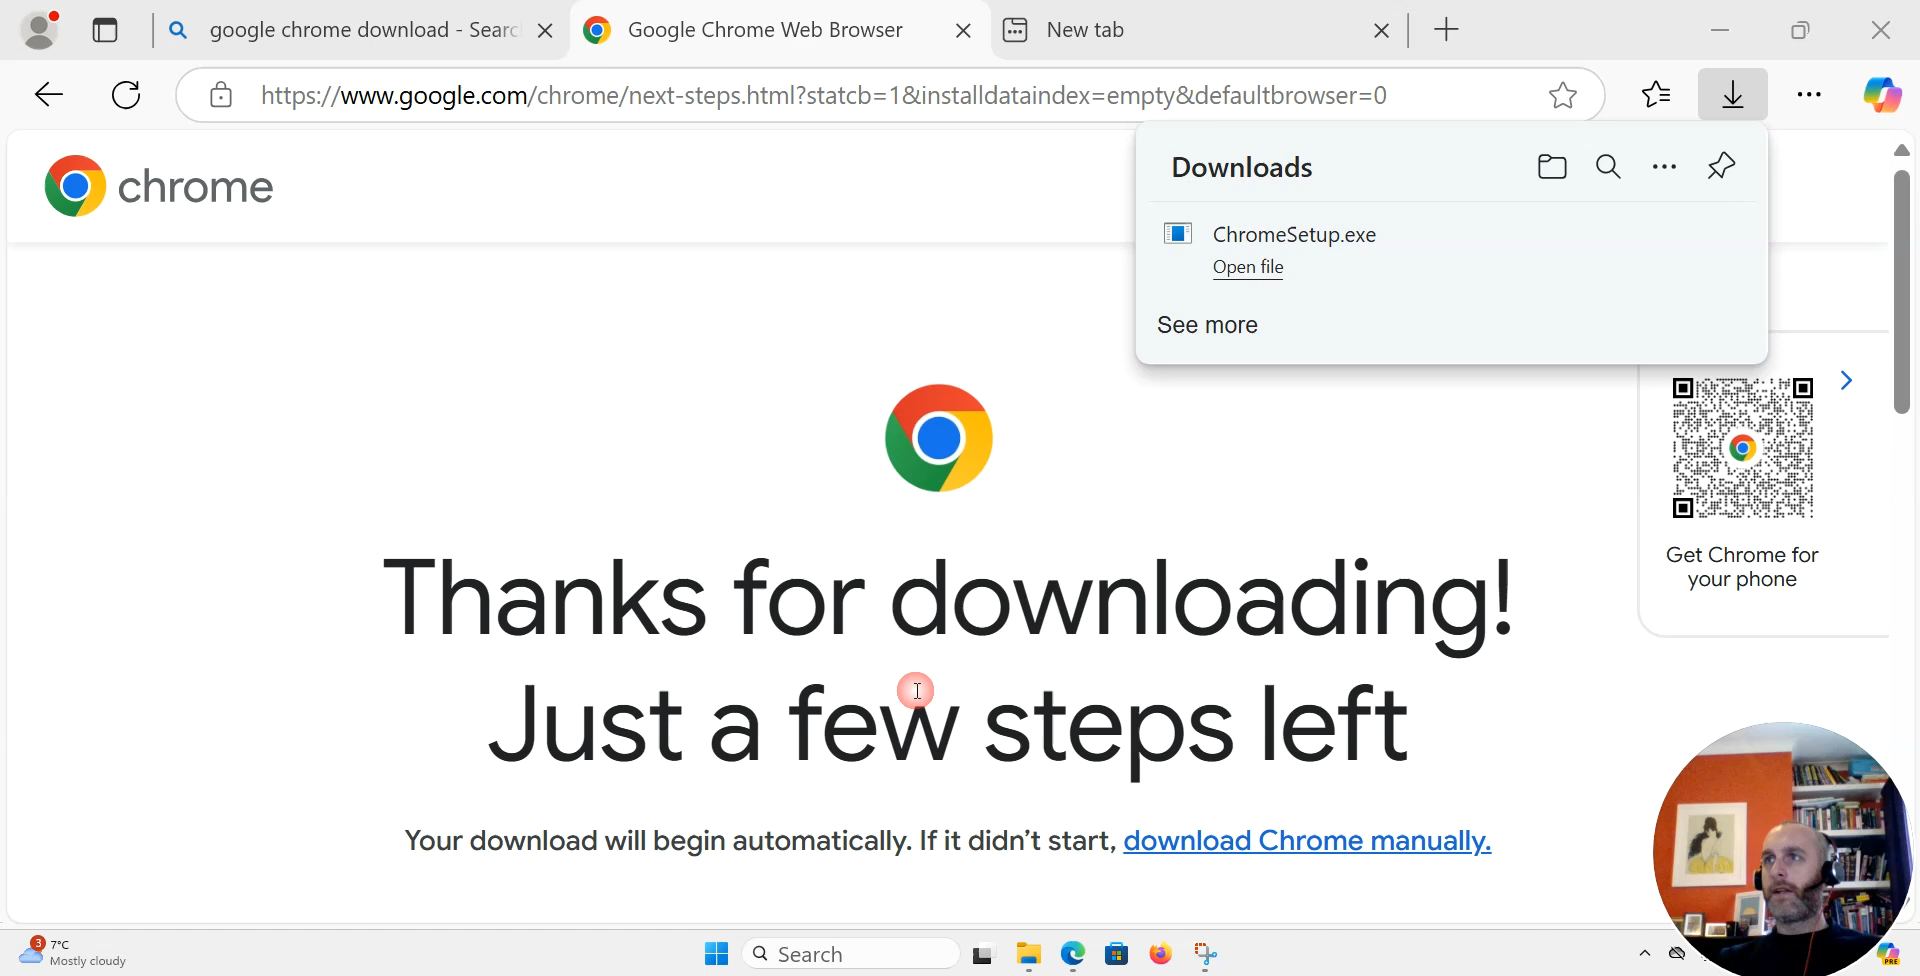 google chrome download - Searc
Google Chrome Web Browser
New tab
https://www.google.com/chrome/next-steps.html?statcb=1&installdataindex=empty&defaultbrowser=0
chrome
Downloads
ChromeSetup.exe
Open file
See more
Get Chrome for
your phone
Thanks for downloading!
Just a few steps left
Your download will begin automatically. If it didn't start, download Chrome manually.
3
7°C
Mostly cloudy
Search
PRE